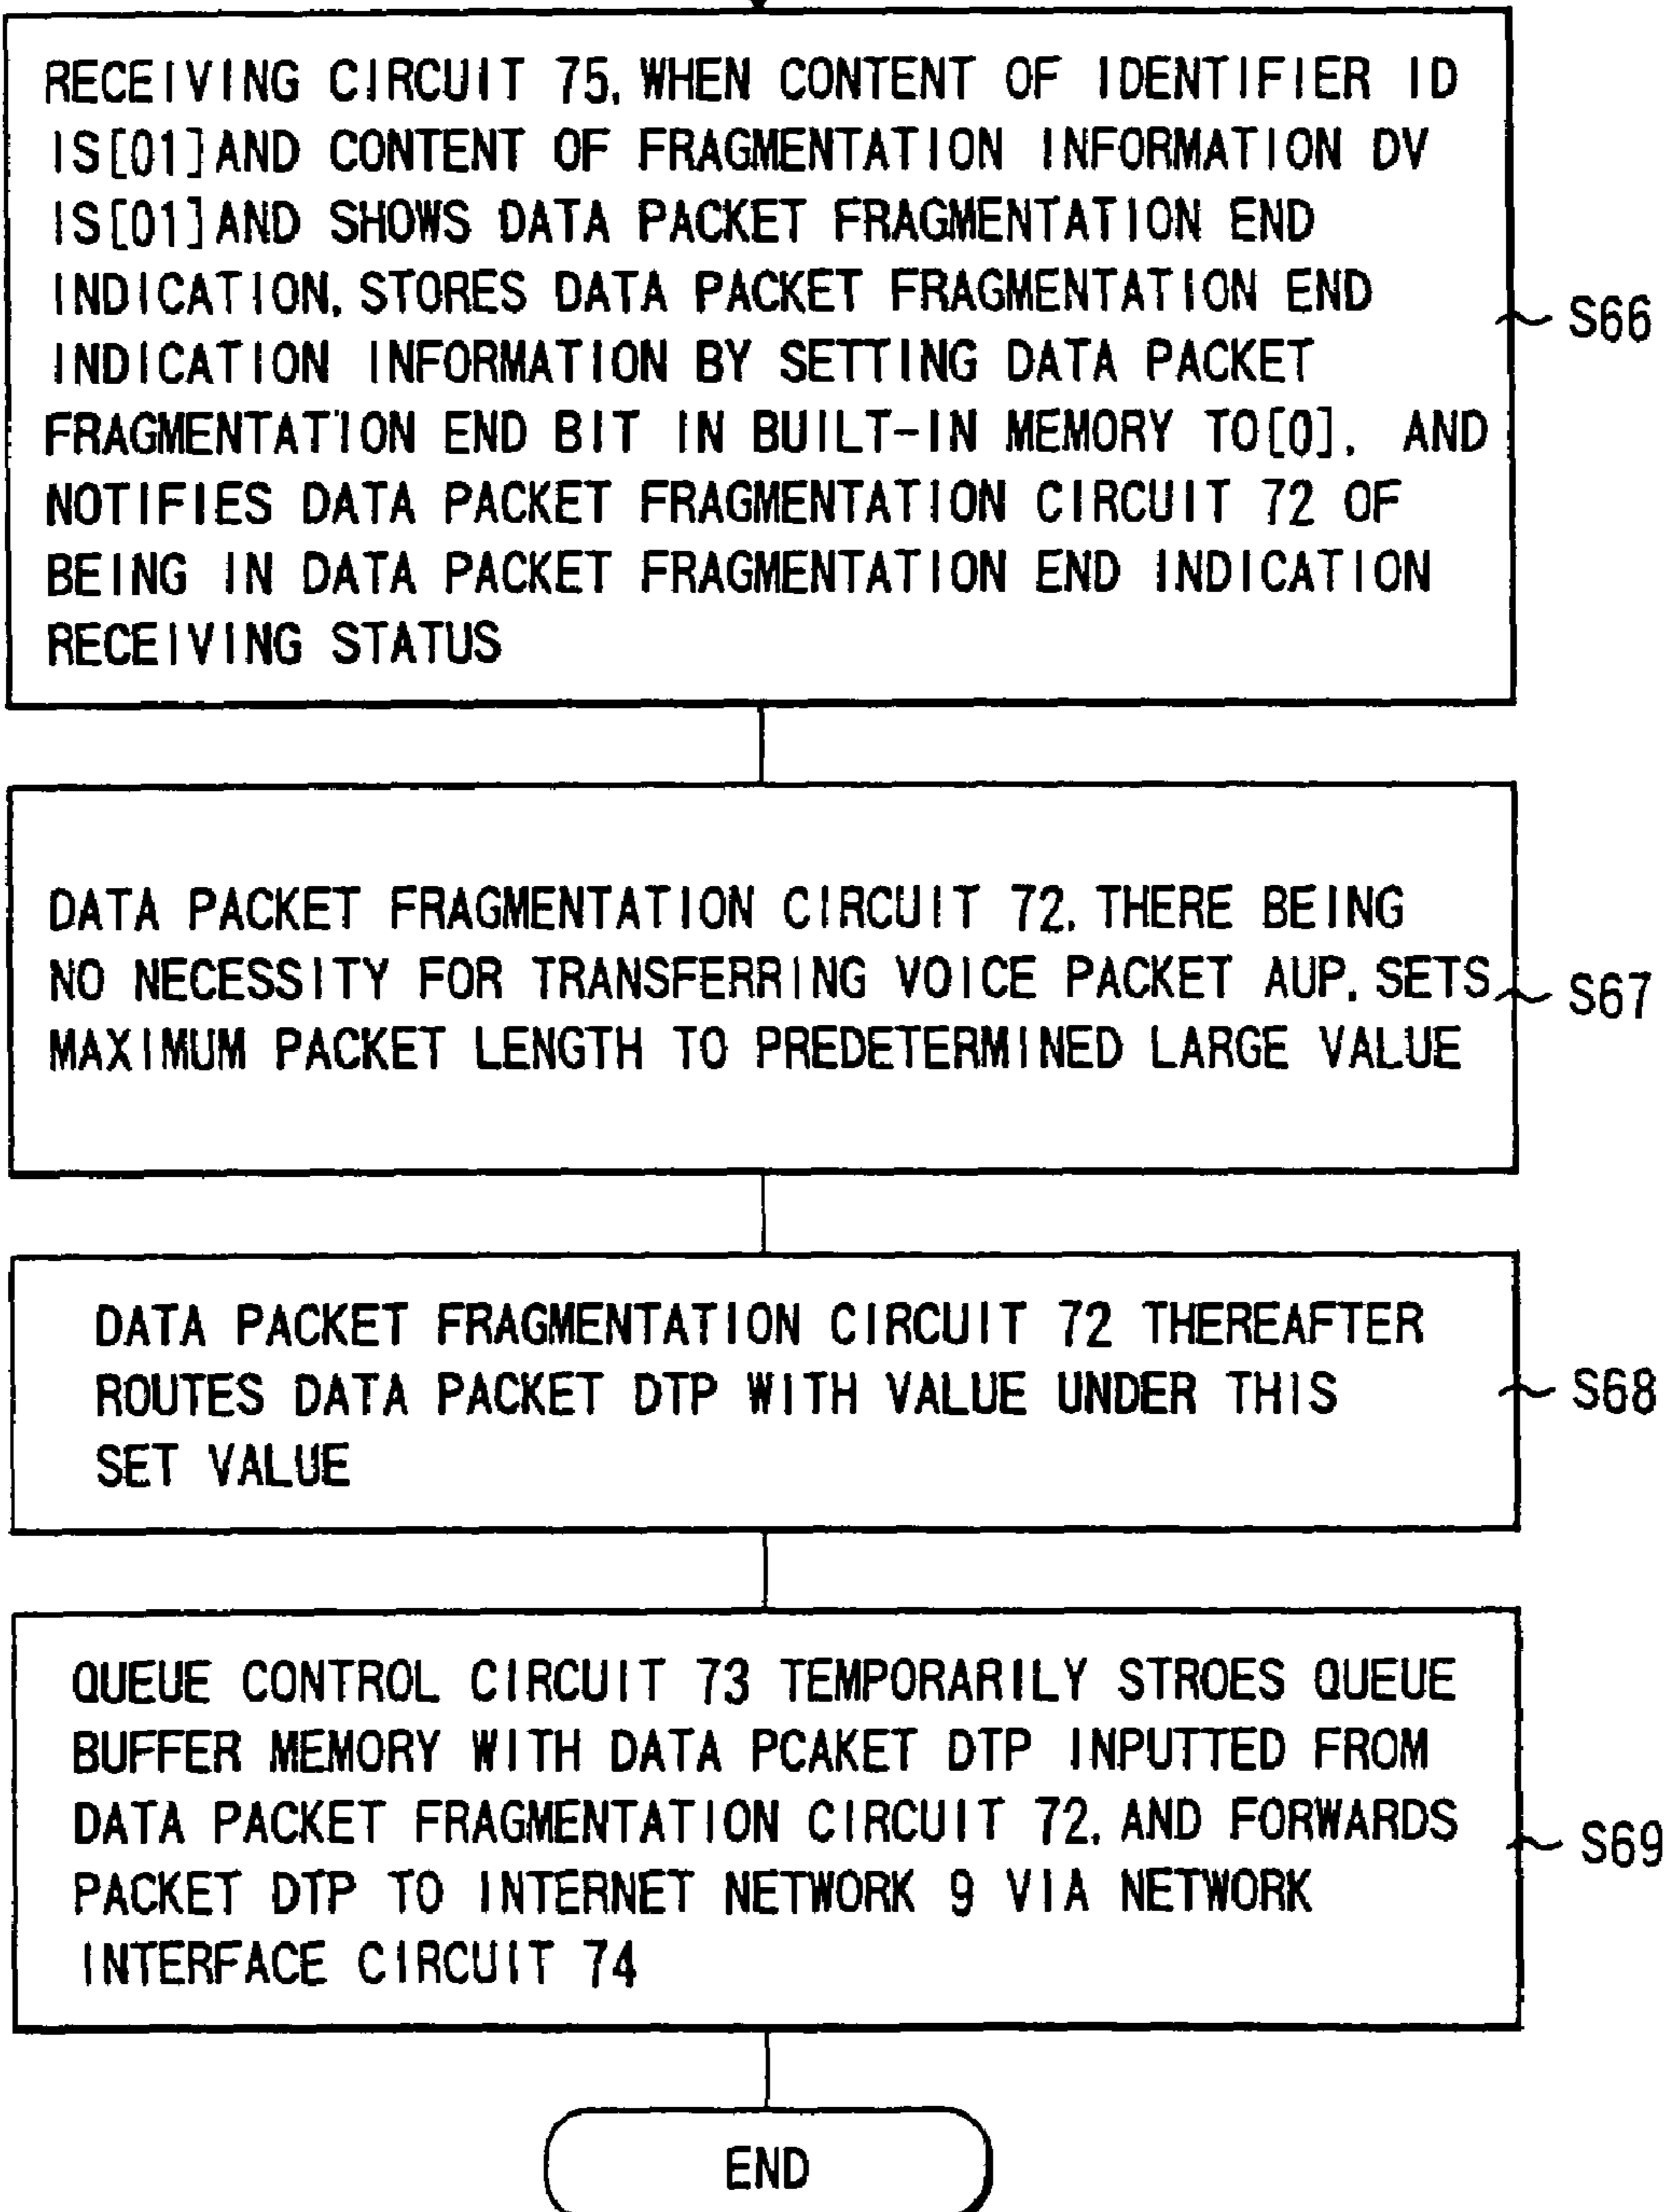 RECEIVING CIRCUIT 75, WHEN CONTENT OF IDENTIFIER ID
IS[01]AND CONTENT OF FRAGMENTATION INFORMATION DV
IS[01]AND SHOWS DATA PACKET FRAGMENTATION END
INDICATION, STORES DATA PACKET FRAGMENTATION END
INDICATION INFORMATION BY SETTING DATA PACKET
FRAGMENTATION END BIT IN BUILT-IN MEMORY TO[0], AND
NOTIFIES DATA PACKET FRAGMENTATION CIRCUIT 72 OF
BEING IN DATA PACKET FRAGMENTATION END INDICATION
RECEIVING STATUS
S66
DATA PACKET FRAGMENTATION CIRCUIT 72, THERE BEING
NO NECESSITY FOR TRANSFERRING VOICE PACKET AUP, SETS
MAXIMUM PACKET LENGTH TO PREDETERMINED LARGE VALUE
S67
DATA PACKET FRAGMENTATION CIRCUIT 72 THEREAFTER
ROUTES DATA PACKET DTP WITH VALUE UNDER THIS
SET VALUE
S68
QUEUE CONTROL CIRCUIT 73 TEMPORARILY STROES QUEUE
BUFFER MEMORY WITH DATA PCAKET DTP INPUTTED FROM
DATA PACKET FRAGMENTATION CIRCUIT 72, AND FORWARDS
PACKET DTP TO INTERNET NETWORK 9 VIA NETWORK
INTERFACE CIRCUIT 74
S69
END